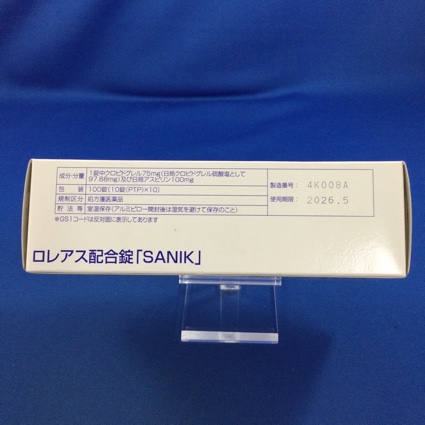 成分・分量 1錠中クロピドグレル75mg(日局クロピドグレル硫酸塩として
97.88mg)及び日局アスピリン100mg
包装 100錠(10錠(PTP)×10)
規制区分 処方箋医薬品
貯法等 室温保存(アルミピロー開封後は湿気を避けて保存のこと)
※GS1コードは反対面に表示してあります
製造番号: 4K008A
使用期限: 2026.5
ロレアス配合錠「SANIK」